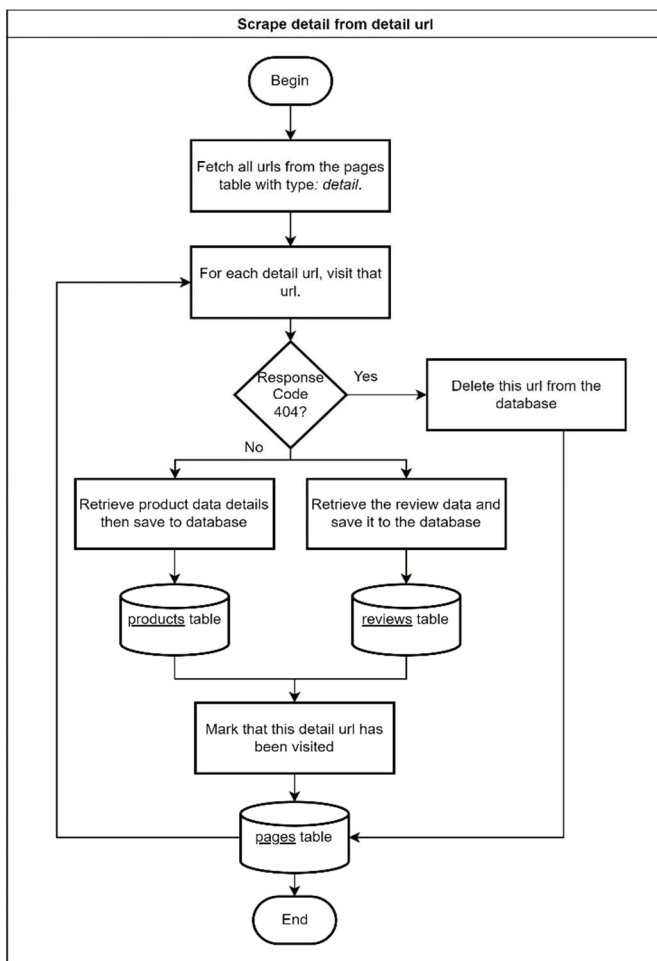 Scrape detail from detail url
Begin
Fetch all urls from the pages
table with type: detail.
For each detail url, visit that
url.
Response
Code
404?
Yes
Delete this url from the
database
No
Retrieve product data details
then save to database
Retrieve the review data and
save it to the database
products table
reviews table
Mark that this detail url has
been visited
pages table
End